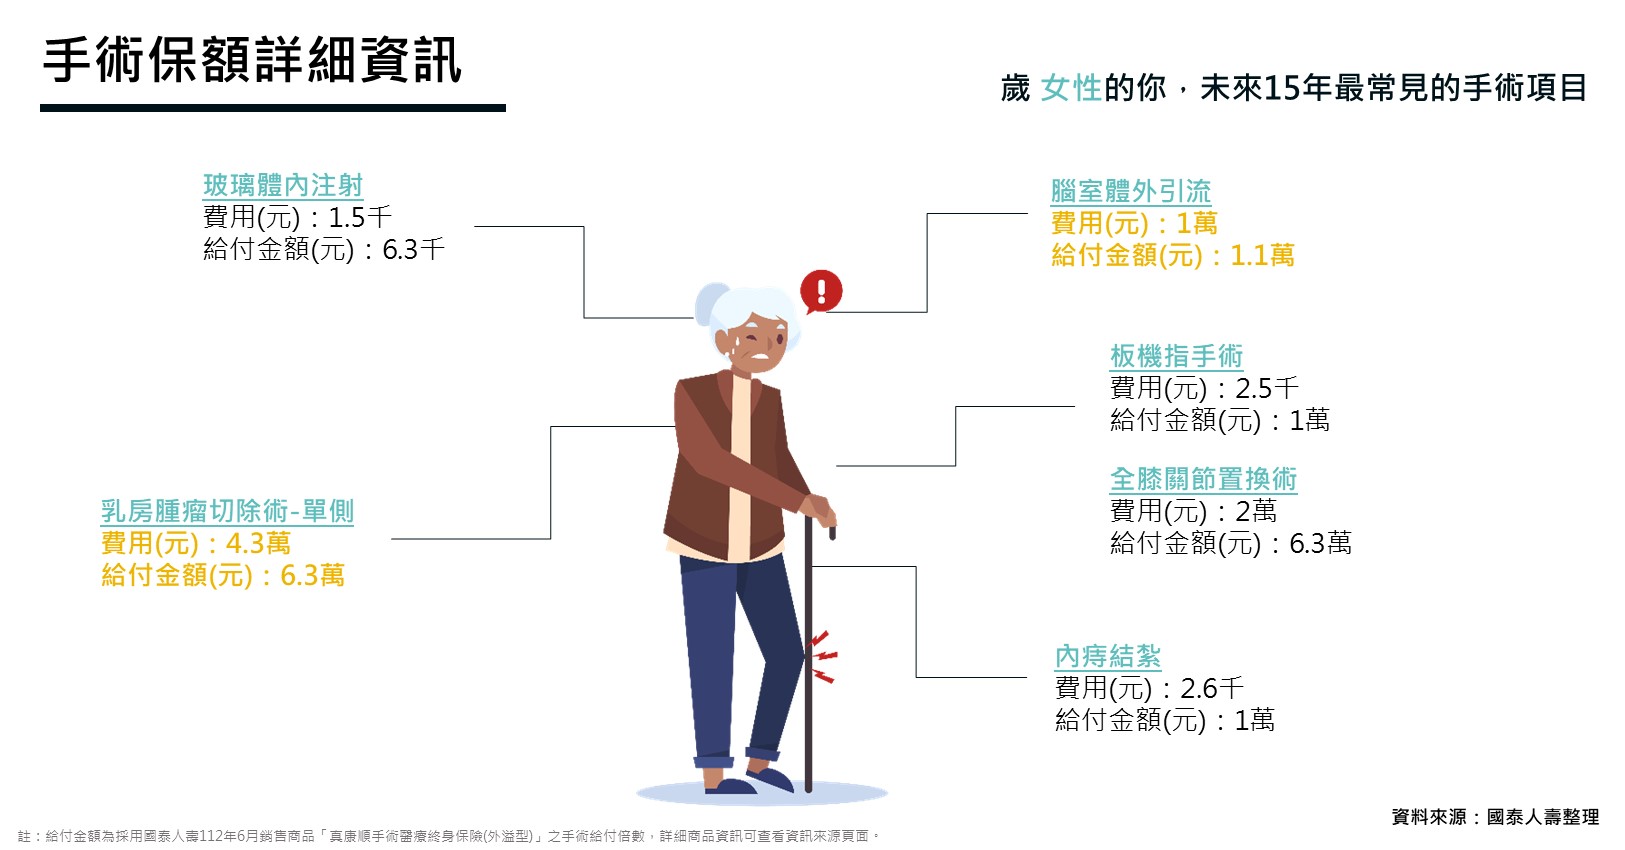 手術保額詳細資訊
歲 女性的你，未來15年最常見的手術項目
玻璃體內注射
費用(元)：1.5千
給付金額(元)：6.3千
腦室體外引流
費用(元)：1萬
給付金額(元)：1.1萬
板機指手術
費用(元)：2.5千
給付金額(元)：1萬
全膝關節置換術
費用(元)：2萬
給付金額(元)：6.3萬
乳房腫瘤切除術-單側
費用(元)：4.3萬
給付金額(元)：6.3萬
內痔結紮
費用(元)：2.6千
給付金額(元)：1萬
資料來源：國泰人壽整理
註：給付金額為採用國泰人壽112年6月銷售商品「真康順手術醫療終身保險(外溢型)」之手術給付倍數，詳細商品資訊可查看資訊來源頁面。